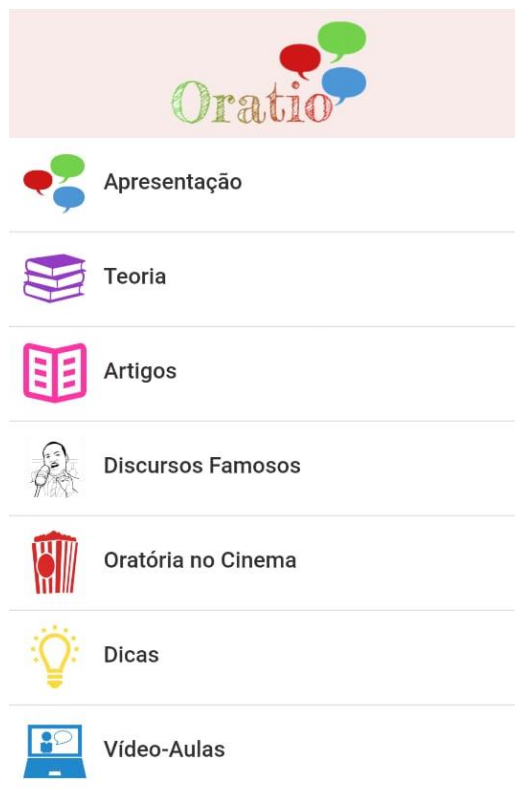 Oratio
Apresentação
Teoria
Artigos
Discursos Famosos
Oratória no Cinema
Dicas
Vídeo-Aulas